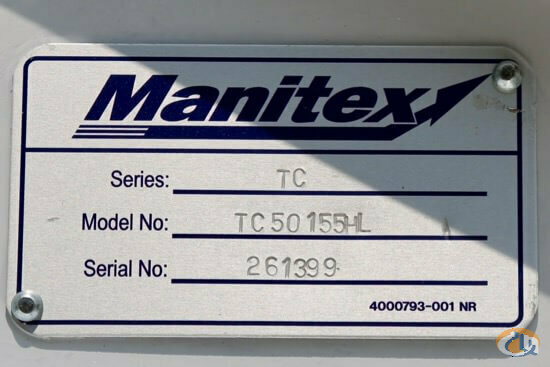 Manitex
Series: TC
Model No: TC50155HL
Serial No: 261399
4000793-001 NR